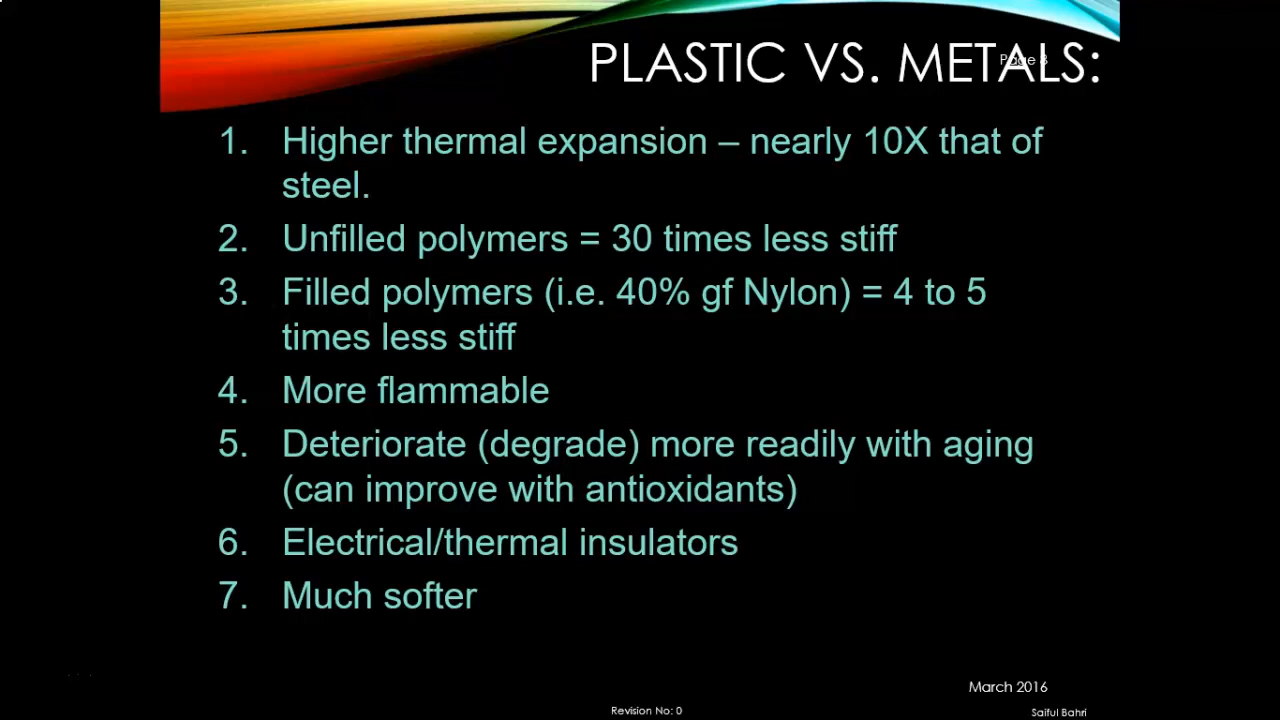 PLASTIC VS. METALS:
Page 8
1. Higher thermal expansion – nearly 10X that of
steel.
2. Unfilled polymers = 30 times less stiff
3. Filled polymers (i.e. 40% gf Nylon) = 4 to 5
times less stiff
4. More flammable
5. Deteriorate (degrade) more readily with aging
(can improve with antioxidants)
6. Electrical/thermal insulators
7. Much softer
March 2016
Revision No: 0
Saiful Bahri